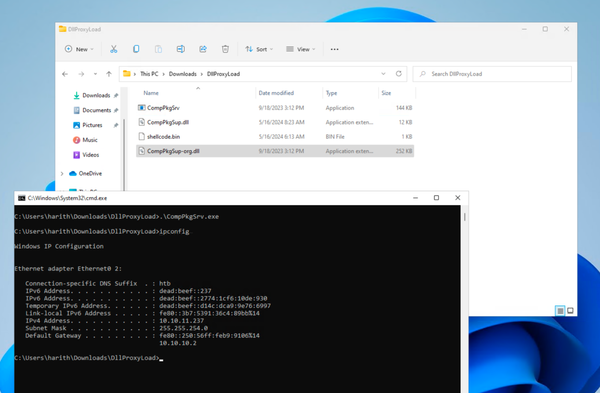 DllProxyLoad
New
Sort
View
This PC > Downloads > DllProxyLoad
Search DllProxyLoad
Downloads
Documents
Pictures
Music
Videos
OneDrive
Name Date modified Type Size
CompPkgSrv 9/18/2023 3:12 PM Application 144 KB
CompPkgSup.dll 5/16/2024 8:23 AM Application exten... 12 KB
shellcode.bin 5/16/2024 6:13 AM BIN File 1 KB
CompPkgSup-org.dll 9/18/2023 3:12 PM Application exten... 252 KB
C:\Windows\System32\cmd.exe
C:\Users\harith\Downloads\DllProxyLoad>.\CompPkgSrv.exe
C:\Users\harith\Downloads\DllProxyLoad>ipconfig
Windows IP Configuration
Ethernet adapter Ethernet0 2:
Connection-specific DNS Suffix . : htb
IPv6 Address. . . . . . . . . . . : dead:beef::237
IPv6 Address. . . . . . . . . . . : dead:beef::2774:1cf6:10de:930
Temporary IPv6 Address. . . . . . : dead:beef::d14c:dca9:9e76:6997
Link-local IPv6 Address . . . . . : fe80::3b7:5391:36c4:89bb%14
IPv4 Address. . . . . . . . . . . : 10.10.11.237
Subnet Mask . . . . . . . . . . . : 255.255.254.0
Default Gateway . . . . . . . . . : fe80::250:56ff:feb9:9106%14
10.10.10.2
C:\Users\harith\Downloads\DllProxyLoad>